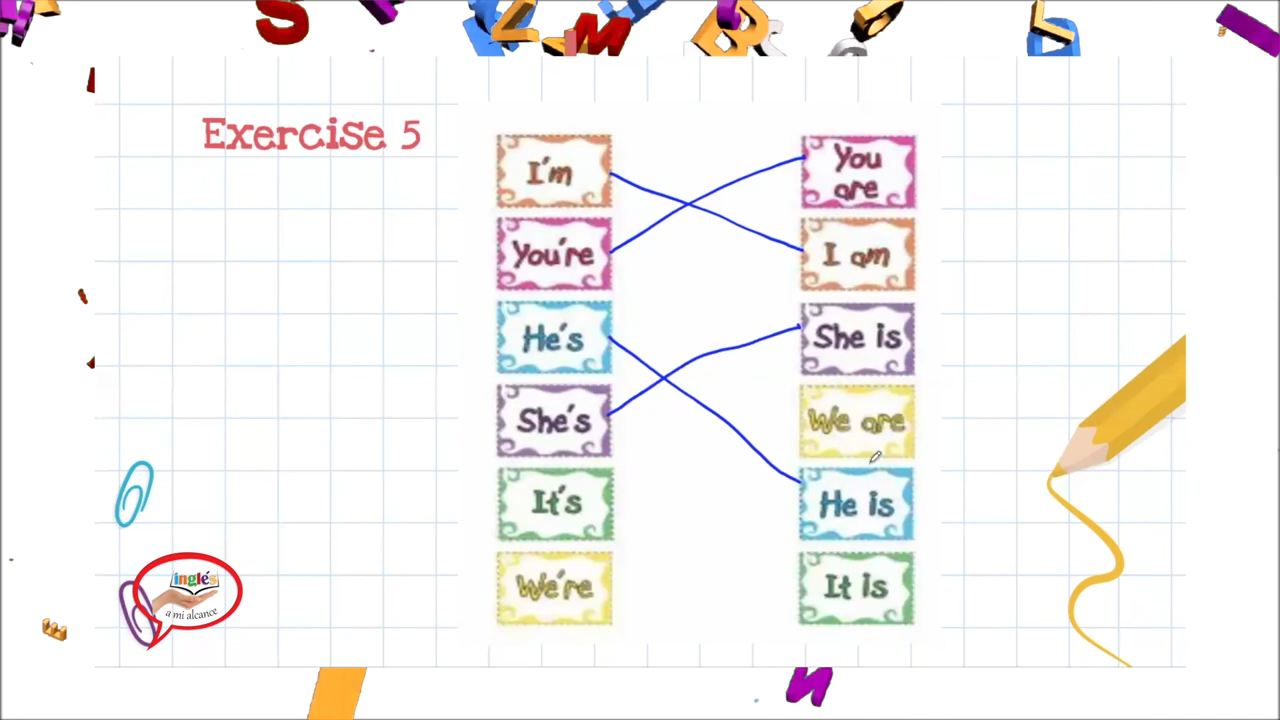 Exercise 5
I'm
You are
You're
I am
He's
She is
She's
We are
It's
He is
We're
It is
inglés
a mi alcance